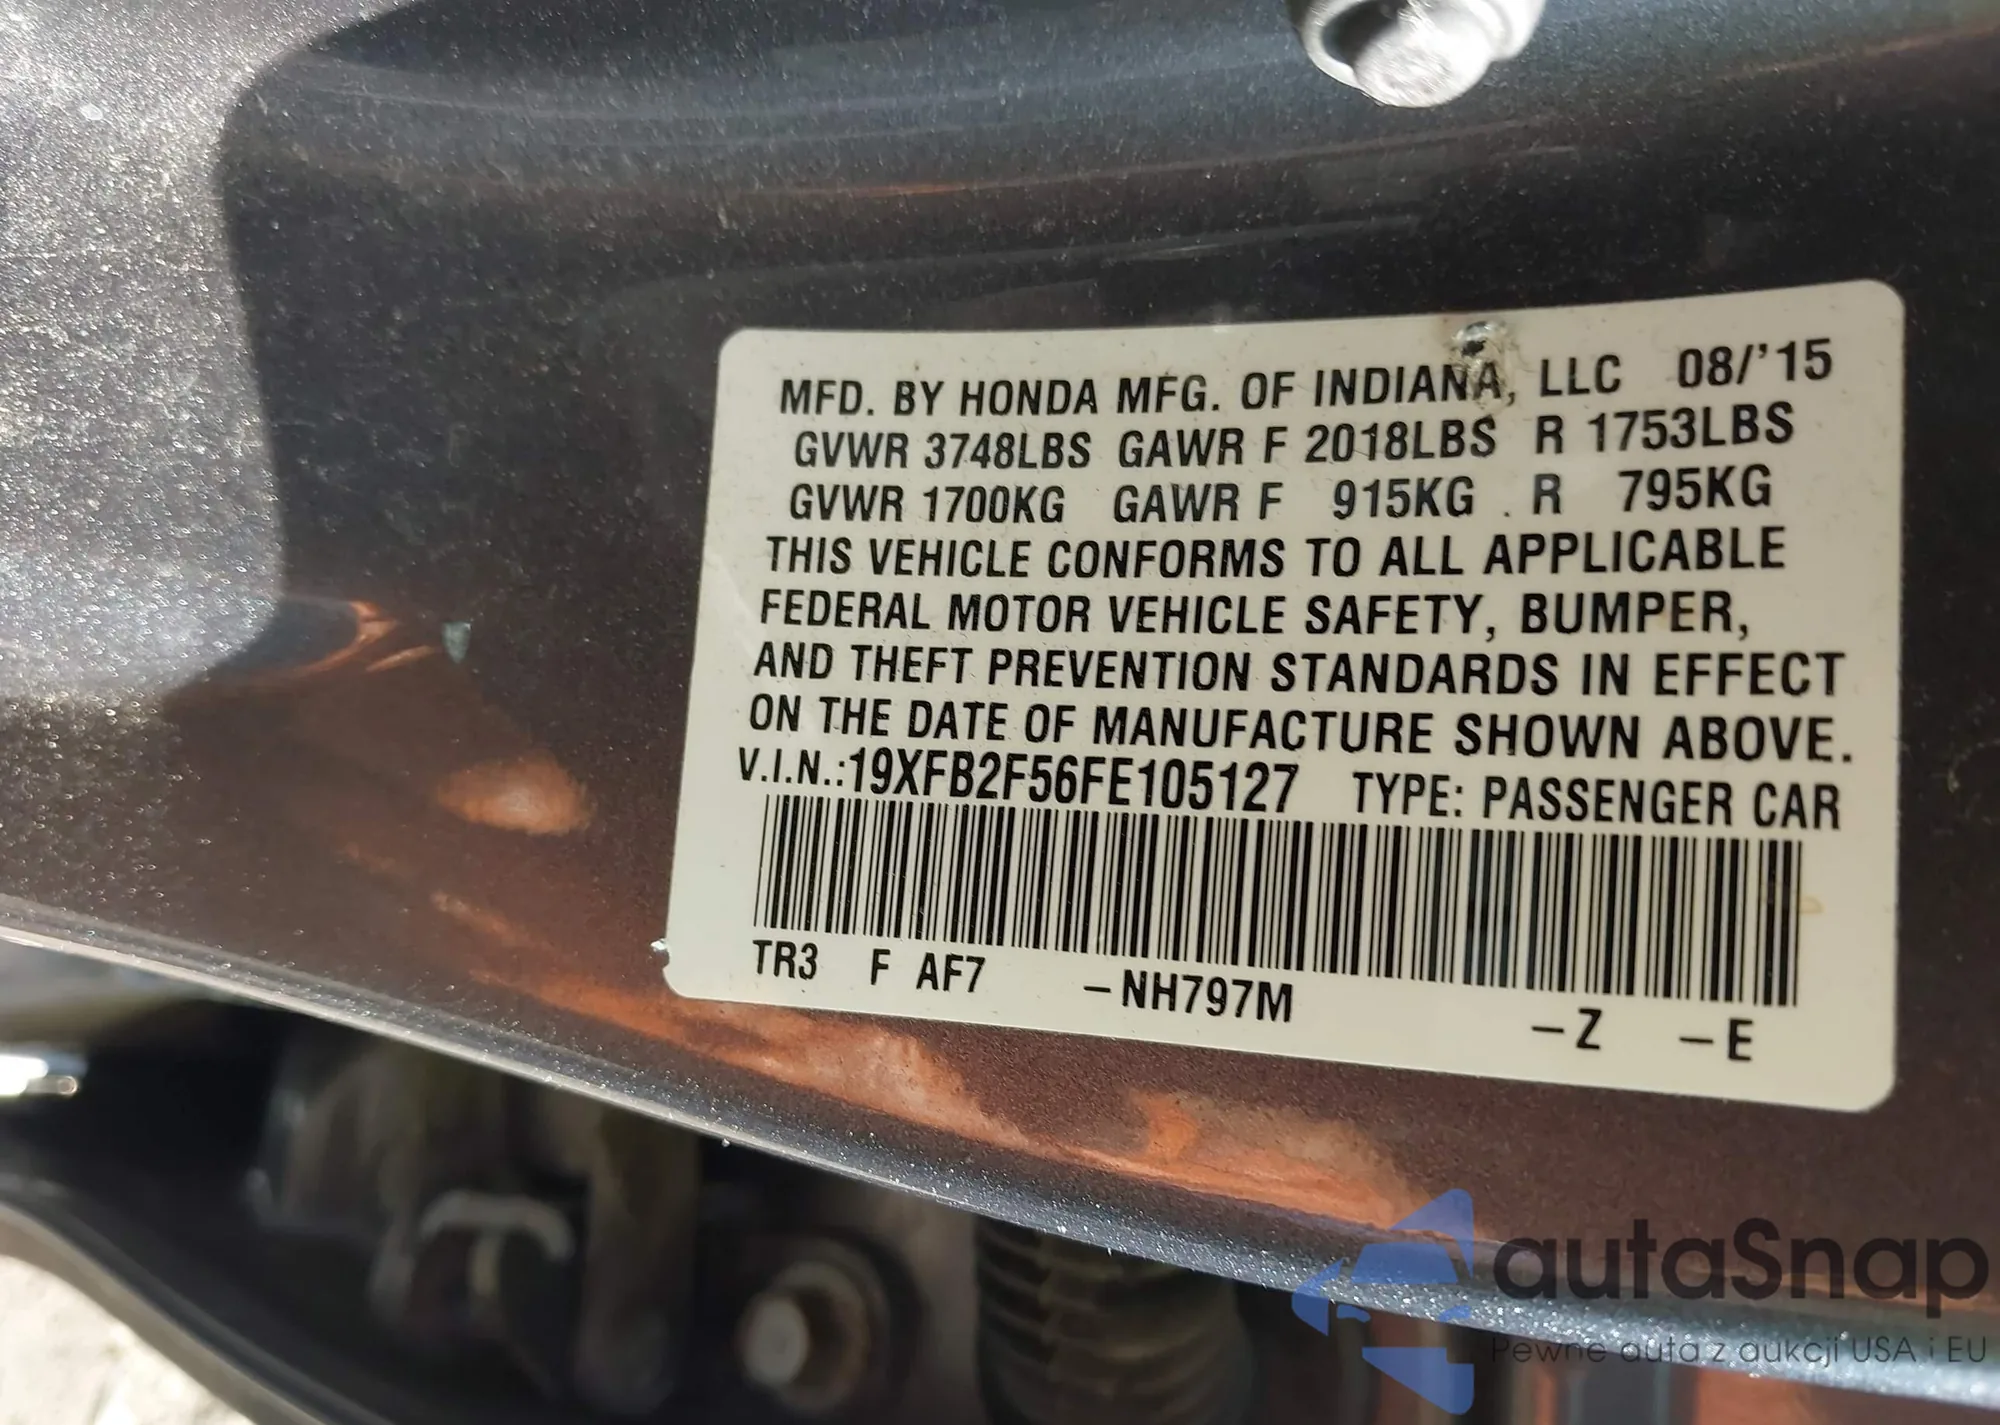 MFD. BY HONDA MFG. OF INDIANA, LLC 08/'15
GVWR 3748LBS GAWR F 2018LBS R 1753LBS
GVWR 1700KG GAWR F 915KG R 795KG
THIS VEHICLE CONFORMS TO ALL APPLICABLE
FEDERAL MOTOR VEHICLE SAFETY, BUMPER,
AND THEFT PREVENTION STANDARDS IN EFFECT
ON THE DATE OF MANUFACTURE SHOWN ABOVE.
V.I.N.:19XFB2F56FE105127 TYPE: PASSENGER CAR
TR3 F AF7 –NH797M –Z –E
autaSnap
Pewne auta z aukcji USA i EU